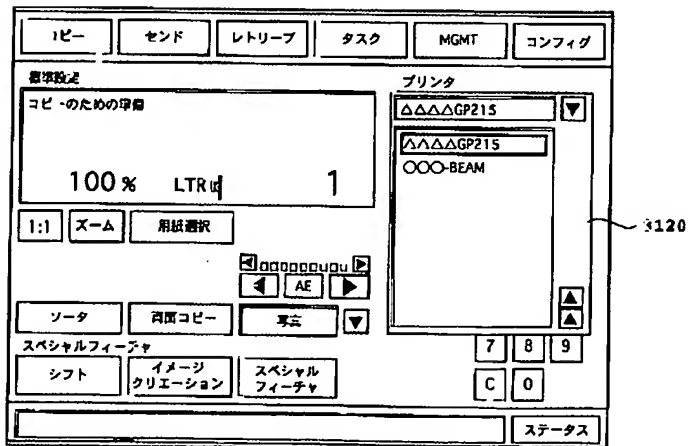 コピー センド レトリーブ タスク MGMT コンフィグ
標準設定 プリンタ
コピーのための準備
△△△△GP215 ▼
△△△△GP215
○○○-BEAM
100% LTR 1
3120
1:1 ズーム 用紙選択
AE
ソータ 両面コピー 写真
スペシャルフィーチャ
7 8 9
シフト イメージクリエーション スペシャルフィーチャ
C 0
ステータス